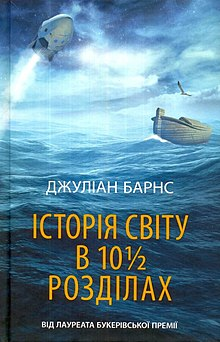 ДЖУЛІАН БАРНС
ІСТОРІЯ СВІТУ
В 10½
РОЗДІЛАХ
ВІД ЛАУРЕАТА БУКЕРІВСЬКОЇ ПРЕМІЇ